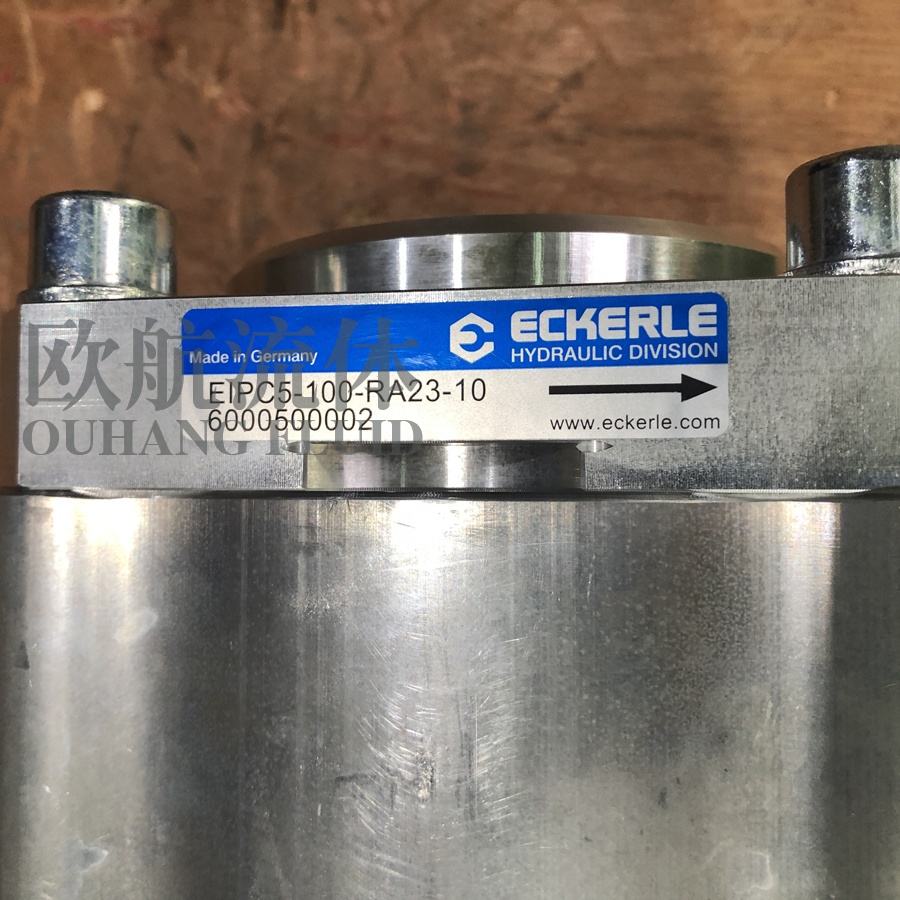 ECKERLE
HYDRAULIC DIVISION
Made in Germany
EIPC5-100-RA23-10
6000500002
www.eckerle.com
欧航流体
OUHANG FLUID